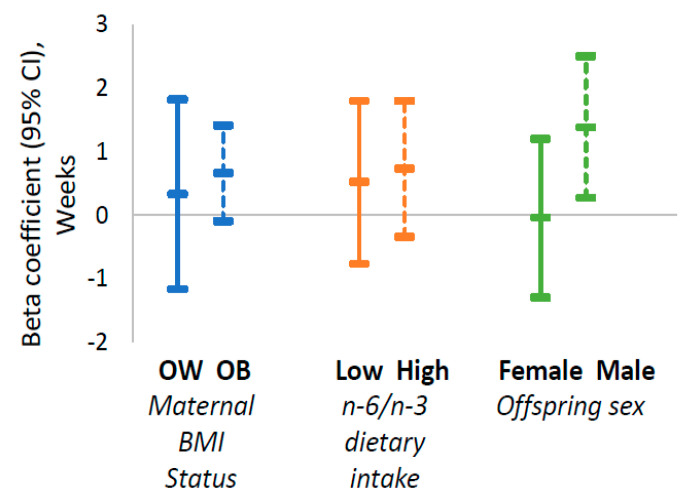 Beta coefficient (95% CI),
Weeks
3
2
1
0
-1
-2
OW OB
Maternal
BMI
Status
Low High
n-6/n-3
dietary
intake
Female Male
Offspring sex